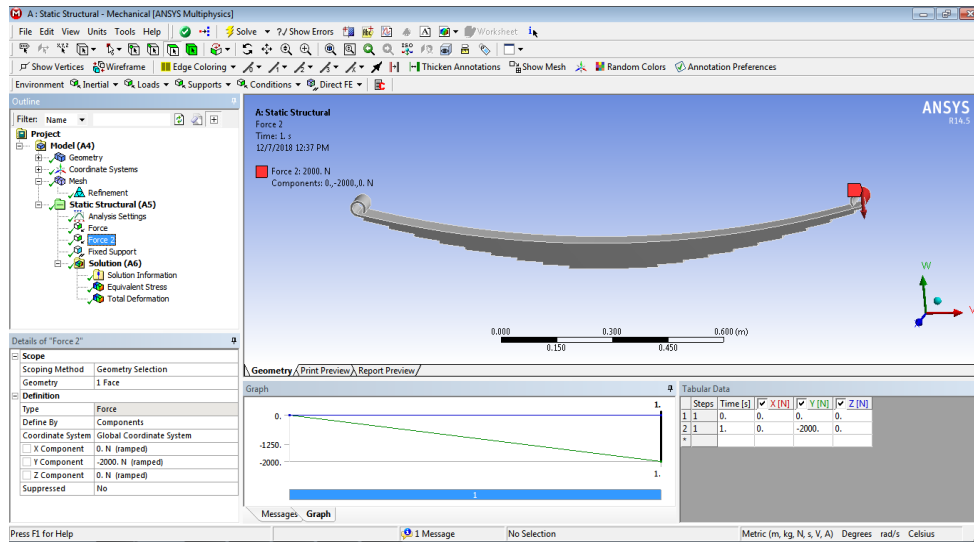 A : Static Structural - Mechanical [ANSYS Multiphysics]
File Edit View Units Tools Help Solve ?/ Show Errors Worksheet
Show Vertices Wireframe Edge Coloring Thicken Annotations Show Mesh Random Colors Annotation Preferences
Environment Inertial Loads Supports Conditions Direct FE
Outline
Filter: Name
Project
Model (A4)
Geometry
Coordinate Systems
Mesh
Refinement
Static Structural (A5)
Analysis Settings
Force
Force 2
Fixed Support
Solution (A6)
Solution Information
Equivalent Stress
Total Deformation
A: Static Structural
Force 2
Time: 1. s
12/7/2018 12:37 PM
Force 2: 2000. N
Components: 0.,-2000.,0. N
ANSYS
R14.5
W
V
0.000 0.300 0.600 (m)
0.150 0.450
Geometry Print Preview Report Preview
Details of "Force 2"
Scope
Scoping Method Geometry Selection
Geometry 1 Face
Definition
Type Force
Define By Components
Coordinate System Global Coordinate System
X Component 0. N (ramped)
Y Component -2000. N (ramped)
Z Component 0. N (ramped)
Suppressed No
Graph
1.
0.
-1250.
-2000.
1.
1
Messages Graph
Tabular Data
Steps Time [s] X [N] Y [N] Z [N]
1 1 0. 0. 0. 0.
2 1 1. 0. -2000. 0.
*
Press F1 for Help 1 Message No Selection Metric (m, kg, N, s, V, A) Degrees rad/s Celsius